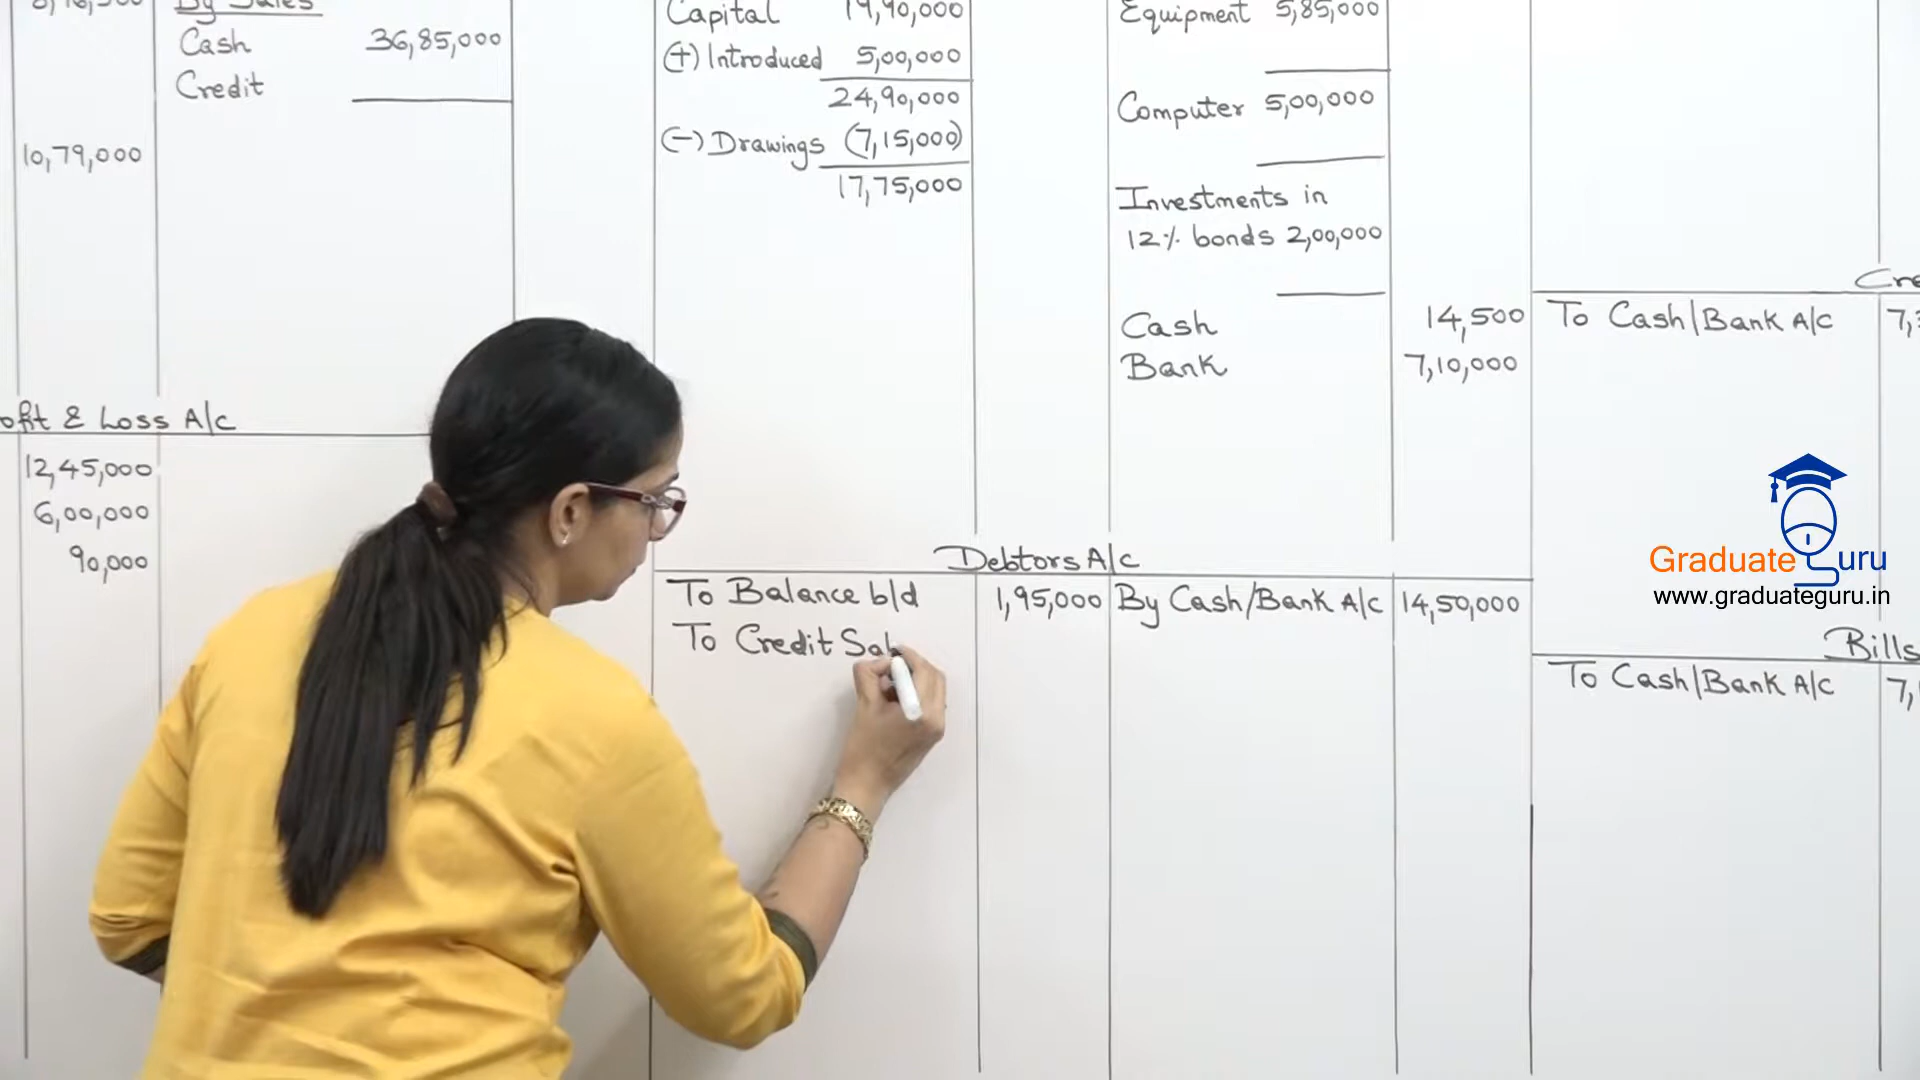 By Sales
Cash 36,85,000
Credit
10,79,000
Profit & Loss A/c
12,45,000
6,00,000
90,000
Capital 19,90,000
(+) Introduced 5,00,000
24,90,000
(-) Drawings (7,15,000)
17,75,000
Equipment 5,85,000
Computer 5,00,000
Investments in
12% bonds 2,00,000
Cash 14,500
Bank 7,10,000
Debtors A/c
To Balance b/d 1,95,000 By Cash/Bank A/c 14,50,000
To Credit Sal
To Cash/Bank A/c
Bills
To Cash/Bank A/c
Graduate Guru
www.graduateguru.in